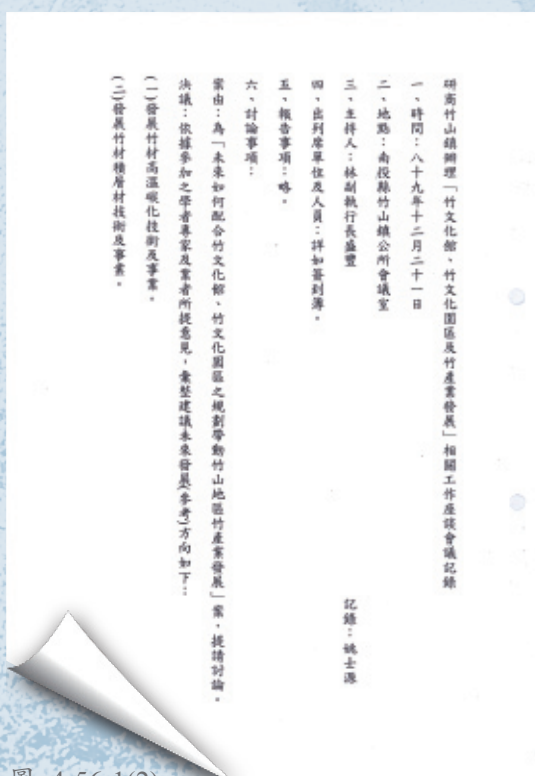 研商竹山鎮辦理「竹文化館、竹文化園區及竹產業發展」相關工作座談會議記錄
一、時間：八十九年十二月二十一日
二、地點：南投縣竹山鎮公所會議室
三、主持人：林副執行長盛豐
記錄：姚士源
四、出列席單位及人員：詳如簽到簿。
五、報告事項：略。
六、討論事項：
案由：為「未來如何配合竹文化館、竹文化園區之規劃帶動竹山地區竹產業發展」案，提請討論。
決議：依據參加之學者專家及業者所提意見，彙整建議未來發展(參考)方向如下：
(一)發展竹材高溫碳化技術及事業。
(二)發展竹材積層材技術及事業。
圖 4-56-1(2)